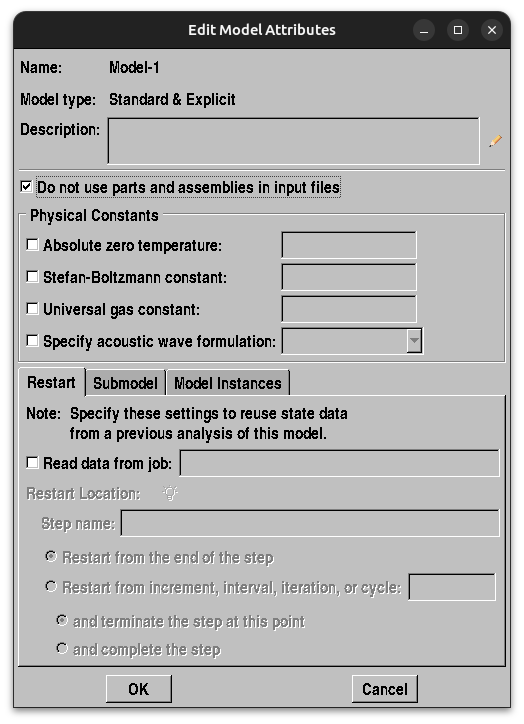 Edit Model Attributes
Name: Model-1
Model type: Standard & Explicit
Description:
Do not use parts and assemblies in input files
Physical Constants
Absolute zero temperature:
Stefan-Boltzmann constant:
Universal gas constant:
Specify acoustic wave formulation:
Restart Submodel Model Instances
Note: Specify these settings to reuse state data
from a previous analysis of this model.
Read data from job:
Restart Location:
Step name:
Restart from the end of the step
Restart from increment, interval, iteration, or cycle:
and terminate the step at this point
and complete the step
OK Cancel